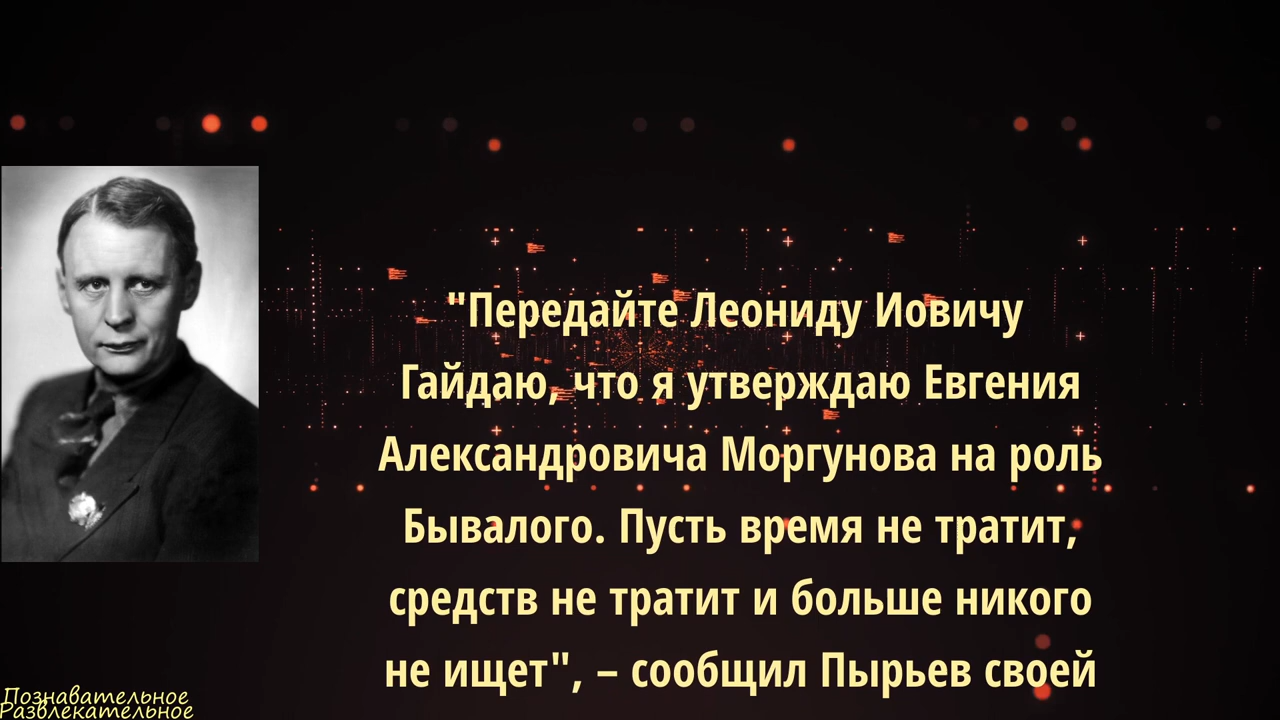 "Передайте Леониду Иовичу
Гайдаю, что я утверждаю Евгения
Александровича Моргунова на роль
Бывалого. Пусть время не тратит,
средств не тратит и больше никого
не ищет", – сообщил Пырьев своей
Познавательное
Развлекательное